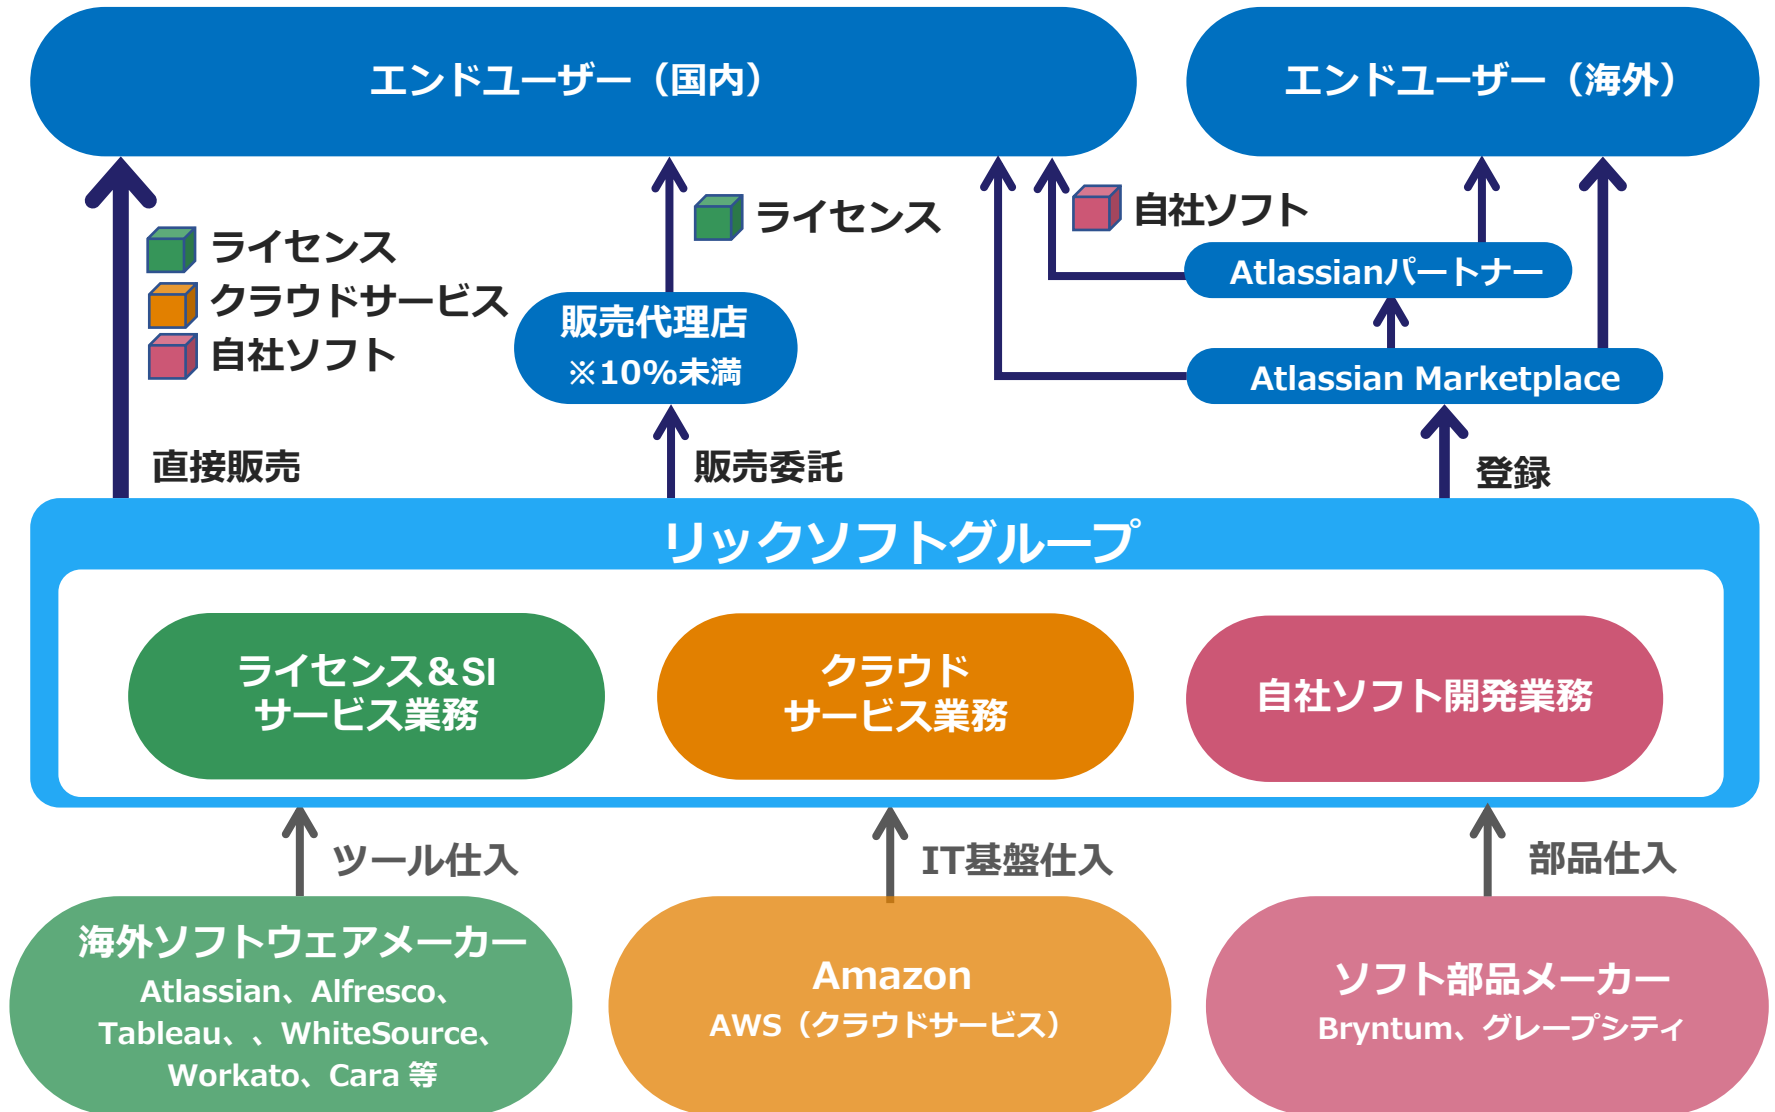 エンドユーザー（国内）
エンドユーザー（海外）
ライセンス
クラウドサービス
自社ソフト
ライセンス
自社ソフト
Atlassianパートナー
販売代理店
※10%未満
Atlassian Marketplace
直接販売
販売委託
登録
リックソフトグループ
ライセンス＆SI
サービス業務
クラウド
サービス業務
自社ソフト開発業務
ツール仕入
IT基盤仕入
部品仕入
海外ソフトウェアメーカー
Atlassian、Alfresco、
Tableau、、WhiteSource、
Workato、Cara 等
Amazon
AWS（クラウドサービス）
ソフト部品メーカー
Bryntum、グレープシティ